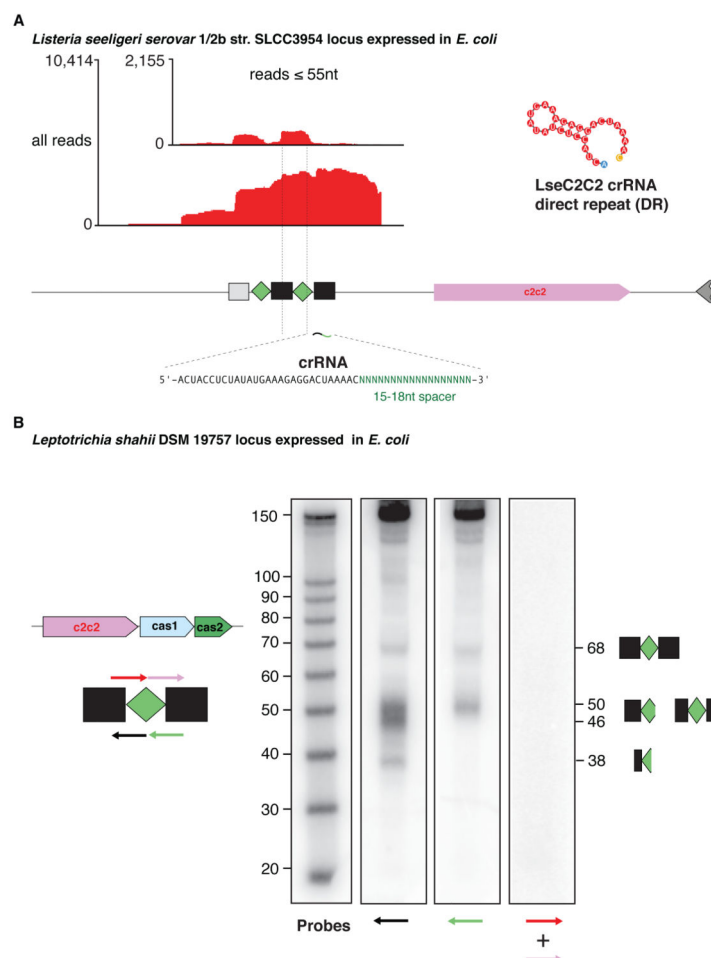 A
Listeria seeligeri serovar 1/2b str. SLCC3954 locus expressed in E. coli
10,414
2,155
reads ≤ 55nt
all reads
0
0
LseC2C2 crRNA
direct repeat (DR)
c2c2
crRNA
5'-ACUACCUCUAUAUGAAAGAGGACUAAAACNNNNNNNNNNNNNNNNNN-3'
15-18nt spacer
B
Leptotrichia shahii DSM 19757 locus expressed in E. coli
150
100
90
80
70
60
50
40
30
20
c2c2
cas1
cas2
68
50
46
38
Probes
+